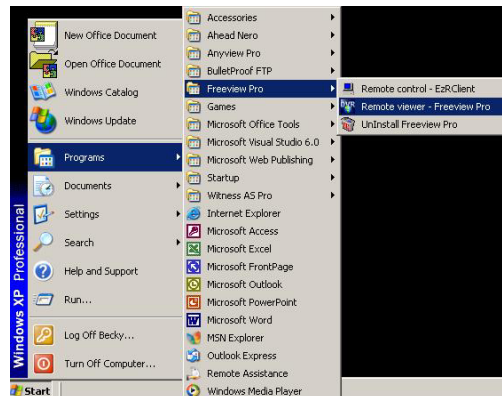 New Office Document
Open Office Document
Windows Catalog
Windows Update
Programs
Documents
Settings
Search
Help and Support
Run...
Log Off Becky...
Turn Off Computer...
Windows XP Professional
Start
Accessories
Ahead Nero
Anyview Pro
BulletProof FTP
Freeview Pro
Games
Microsoft Office Tools
Microsoft Visual Studio 6.0
Microsoft Web Publishing
Startup
Witness AS Pro
Internet Explorer
Microsoft Access
Microsoft Excel
Microsoft FrontPage
Microsoft Outlook
Microsoft PowerPoint
Microsoft Word
MSN Explorer
Outlook Express
Remote Assistance
Windows Media Player
Remote control - EzRClient
Remote viewer - Freeview Pro
UnInstall Freeview Pro